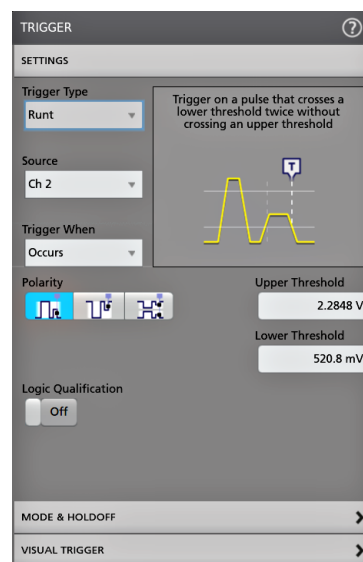 TRIGGER
?
SETTINGS
Trigger Type
Runt
Trigger on a pulse that crosses a
lower threshold twice without
crossing an upper threshold
T
Source
Ch 2
Trigger When
Occurs
Polarity
Upper Threshold
2.2848 V
Lower Threshold
520.8 mV
Logic Qualification
Off
MODE & HOLDOFF
VISUAL TRIGGER